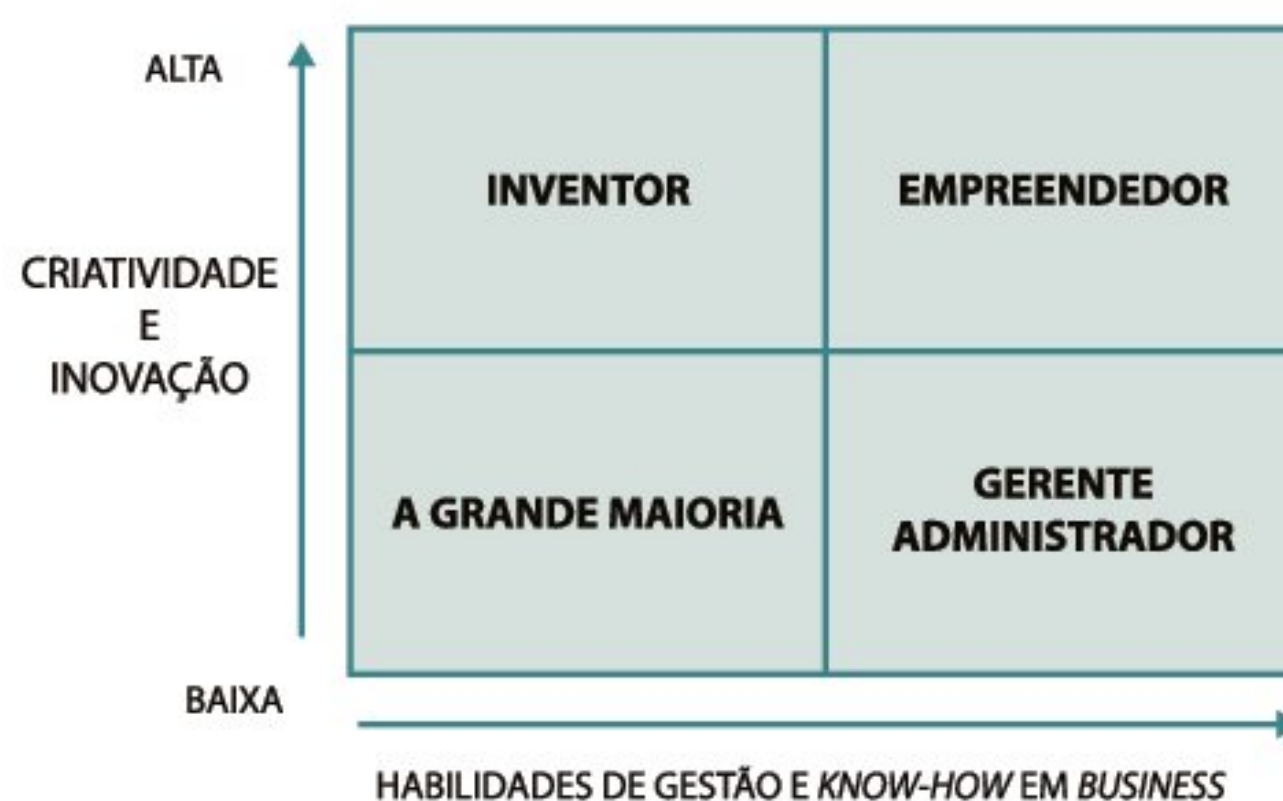 ALTA
INVENTOR
EMPREENDEDOR
CRIATIVIDADE
E
INOVAÇÃO
A GRANDE MAIORIA
GERENTE
ADMINISTRADOR
BAIXA
HABILIDADES DE GESTÃO E KNOW-HOW EM BUSINESS